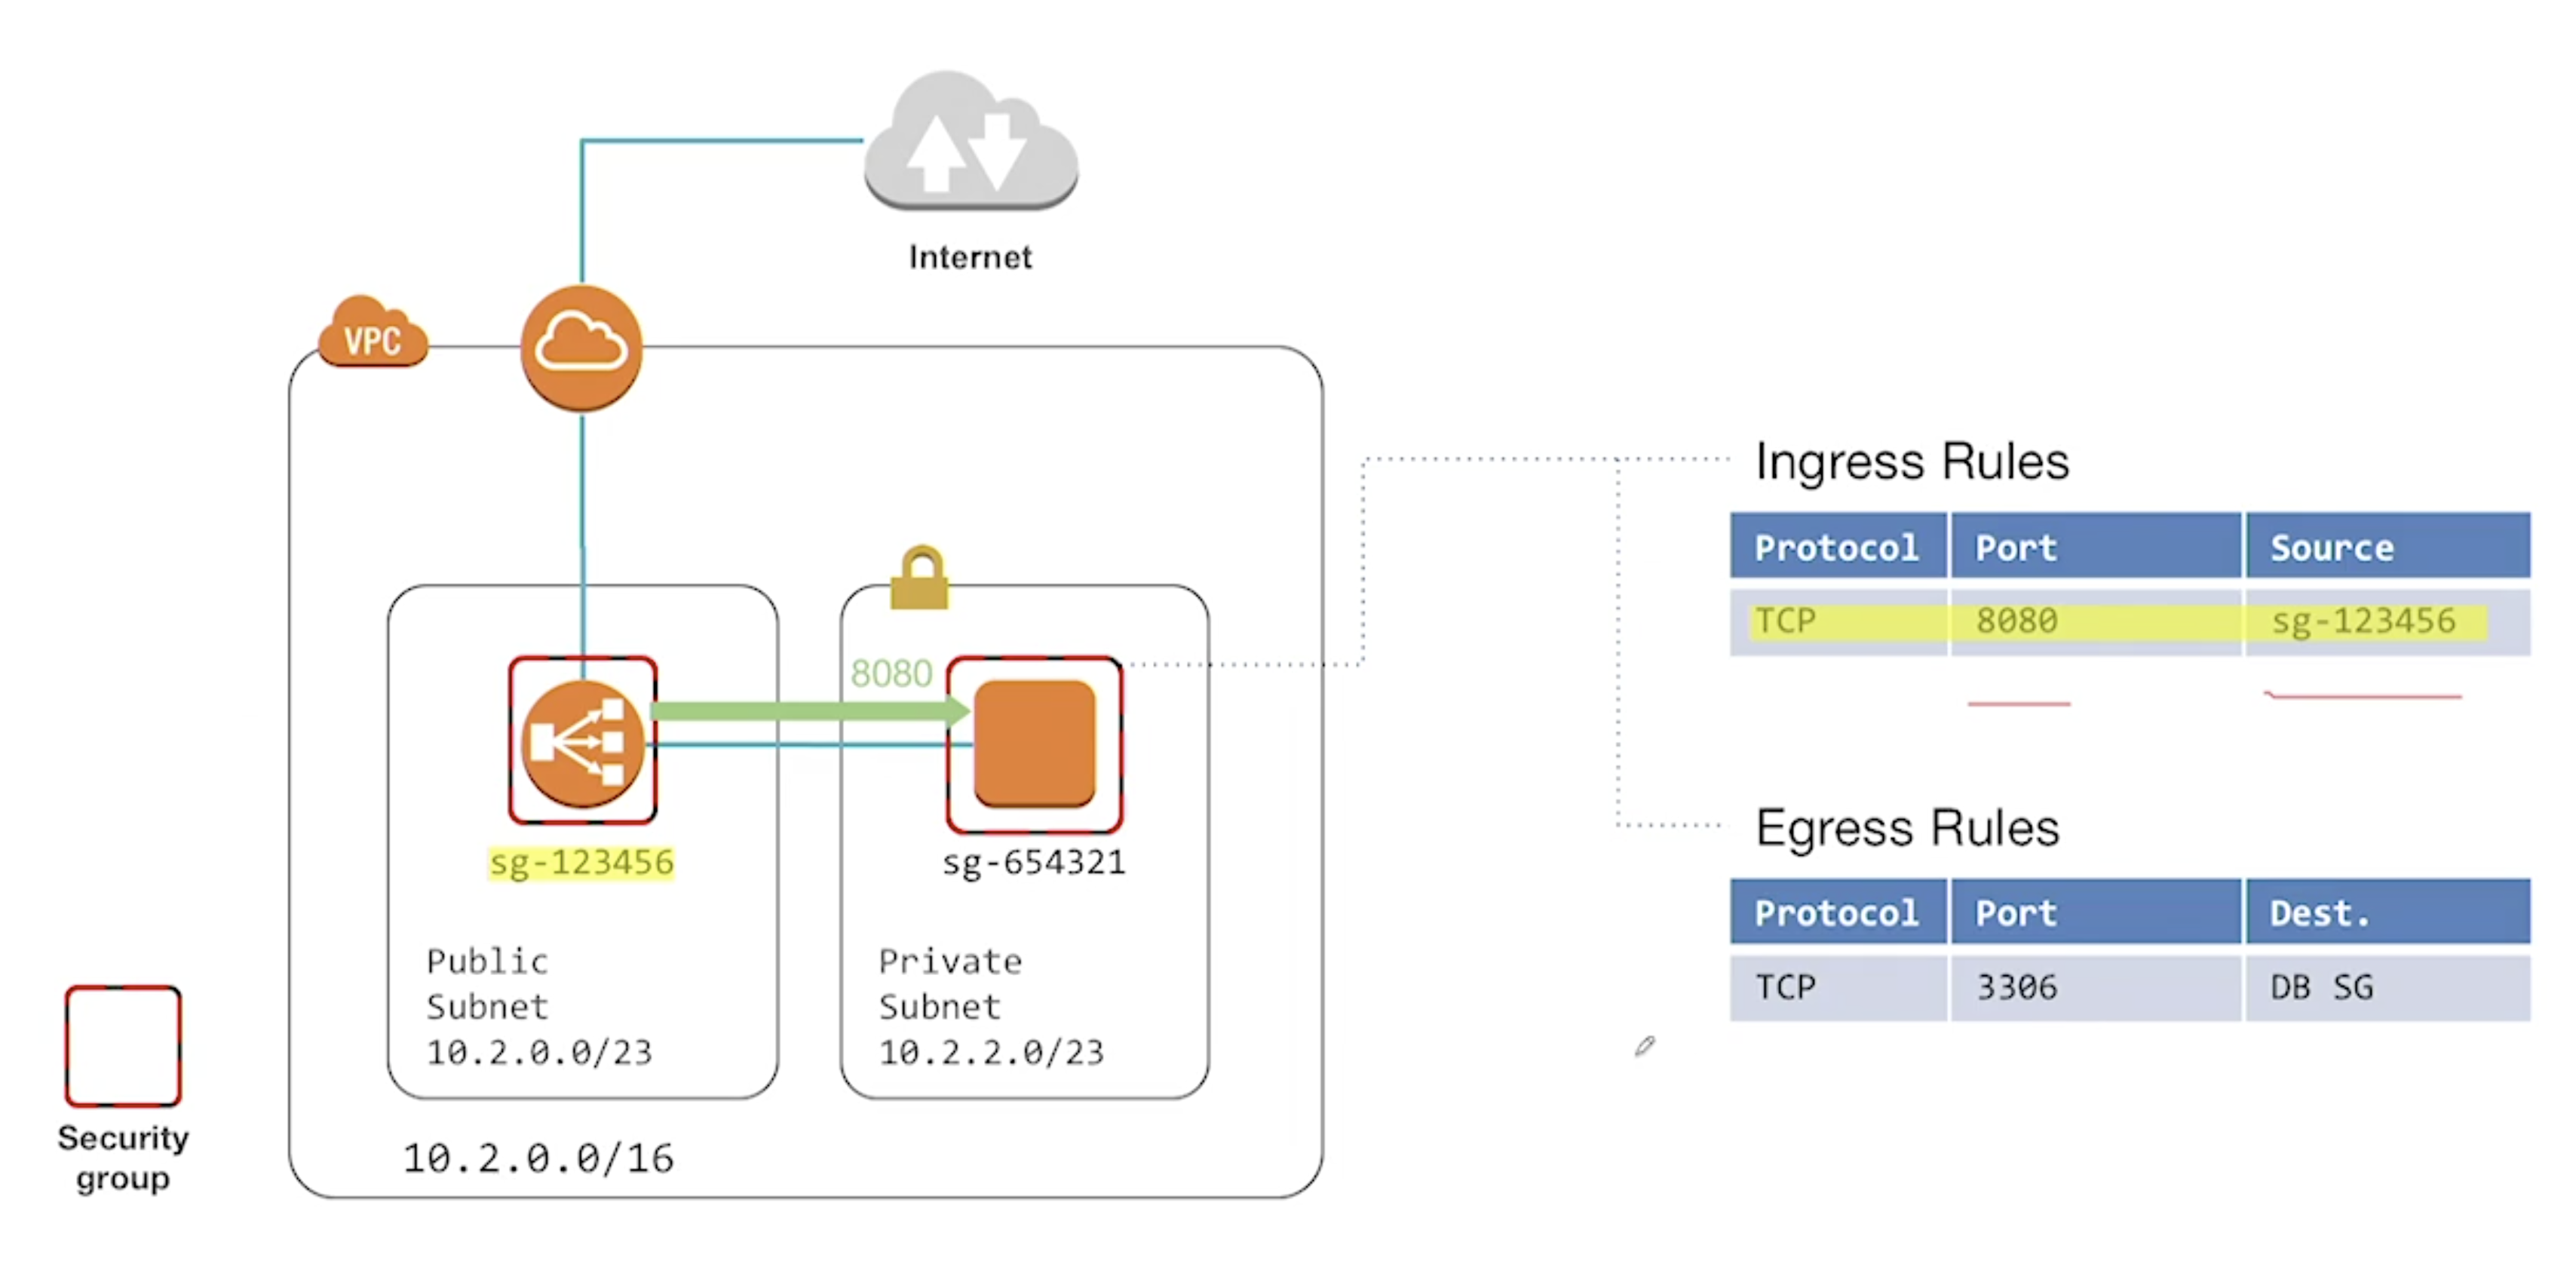 Internet
VPC
8080
sg-123456
sg-654321
Public
Subnet
10.2.0.0/23
Private
Subnet
10.2.2.0/23
10.2.0.0/16
Security
group
Ingress Rules
Protocol Port Source
TCP 8080 sg-123456
Egress Rules
Protocol Port Dest.
TCP 3306 DB SG